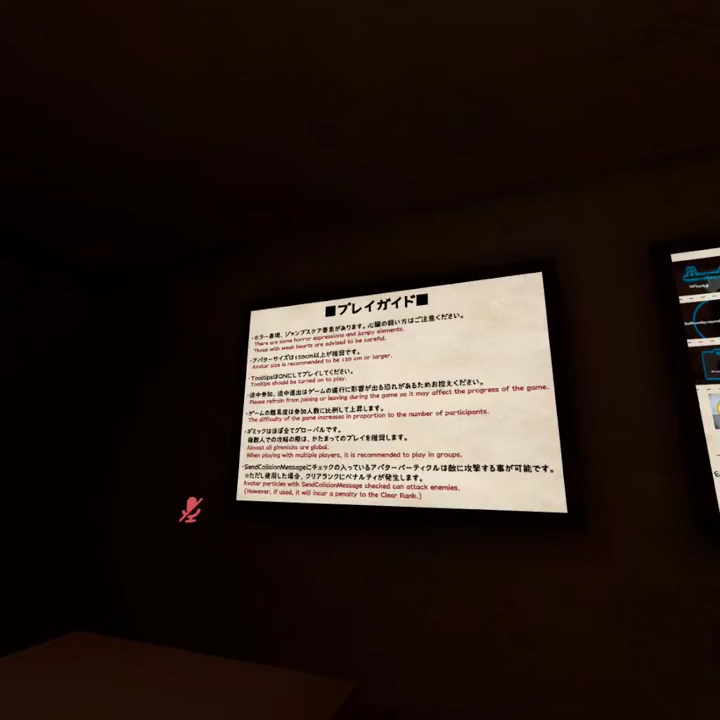 ■プレイガイド■
・ホラー表現、ジャンプスケア要素があります。心臓の弱い方はご注意ください。
There are some horror expressions and jumpy elements.
Those with weak hearts are advised to be careful.
・アバターサイズは120cm以上が推奨です。
Avatar size is recommended to be 120 cm or larger.
・TooltipsはONにしてプレイしてください。
Tooltips should be turned on to play.
・途中参加、途中退出はゲームの進行に影響が出る恐れがあるためお控えください。
Please refrain from joining or leaving during the game as it may affect the progress of the game.
・ゲームの難易度は参加人数に比例して上昇します。
The difficulty of the game increases in proportion to the number of participants.
・ギミックはほぼ全てグローバルです。
複数人での攻略の際は、かたまってのプレイを推奨します。
Almost all gimmicks are global.
When playing with multiple players, it is recommended to play in groups.
・SendColisionMessageにチェックの入っているアバターパーティクルは敵に攻撃する事が可能です。
※ただし使用した場合、クリアランクにペナルティが発生します。
Avatar particles with SendColisionMessage checked can attack enemies.
(However, if used, it will incur a penalty to the Clear Rank.)